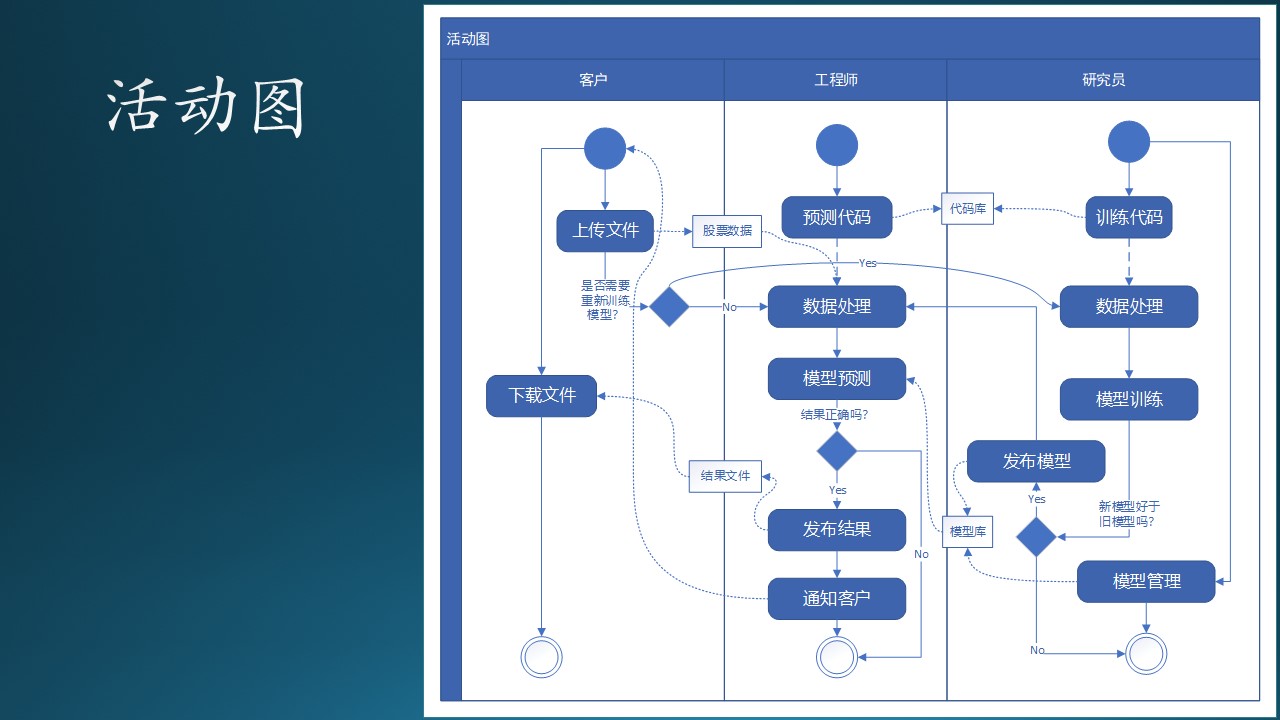 活动图
活动图
客户
工程师
研究员
上传文件
股票数据
预测代码
代码库
训练代码
Yes
是否需要
重新训练
模型？
No
数据处理
数据处理
模型预测
下载文件
模型训练
结果正确吗？
发布模型
结果文件
Yes
Yes
新模型好于
旧模型吗？
发布结果
模型库
No
模型管理
通知客户
No